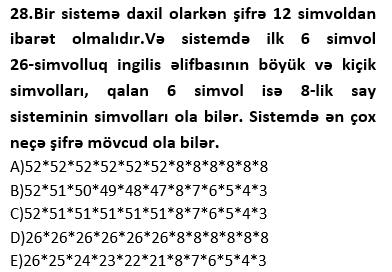 28.Bir sistemə daxil olarkən şifrə 12 simvoldan
ibarət olmalıdır.Və sistemdə ilk 6 simvol
26-simvolluq ingilis əlifbasının böyük və kiçik
simvolları, qalan 6 simvol isə 8-lik say
sisteminin simvolları ola bilər. Sistemdə ən çox
neçə şifrə mövcud ola bilər.
A)52*52*52*52*52*52*8*8*8*8*8*8
B)52*51*50*49*48*47*8*7*6*5*4*3
C)52*51*51*51*51*51*8*7*6*5*4*3
D)26*26*26*26*26*26*8*8*8*8*8*8
E)26*25*24*23*22*21*8*7*6*5*4*3